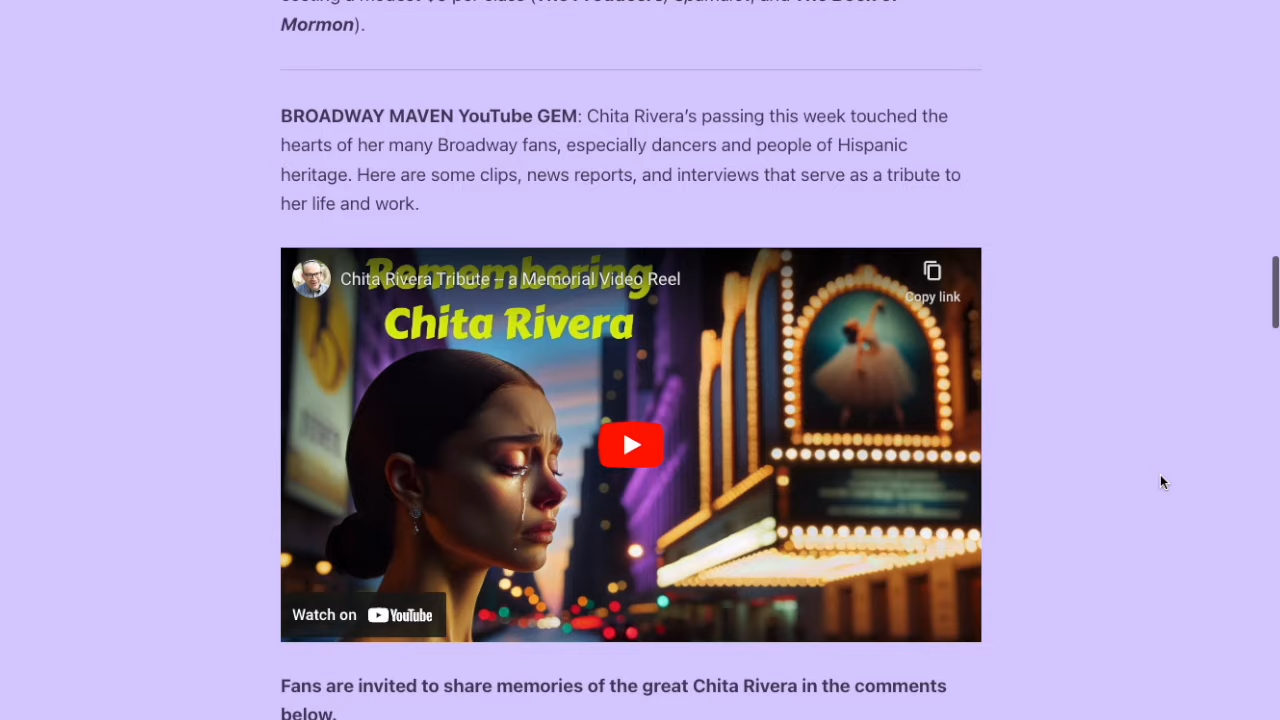 Mormon).
BROADWAY MAVEN YouTube GEM: Chita Rivera's passing this week touched the
hearts of her many Broadway fans, especially dancers and people of Hispanic
heritage. Here are some clips, news reports, and interviews that serve as a tribute to
her life and work.
Remembering
Chita Rivera Tribute -- a Memorial Video Reel
Copy link
Chita Rivera
Watch on YouTube
Fans are invited to share memories of the great Chita Rivera in the comments
below.